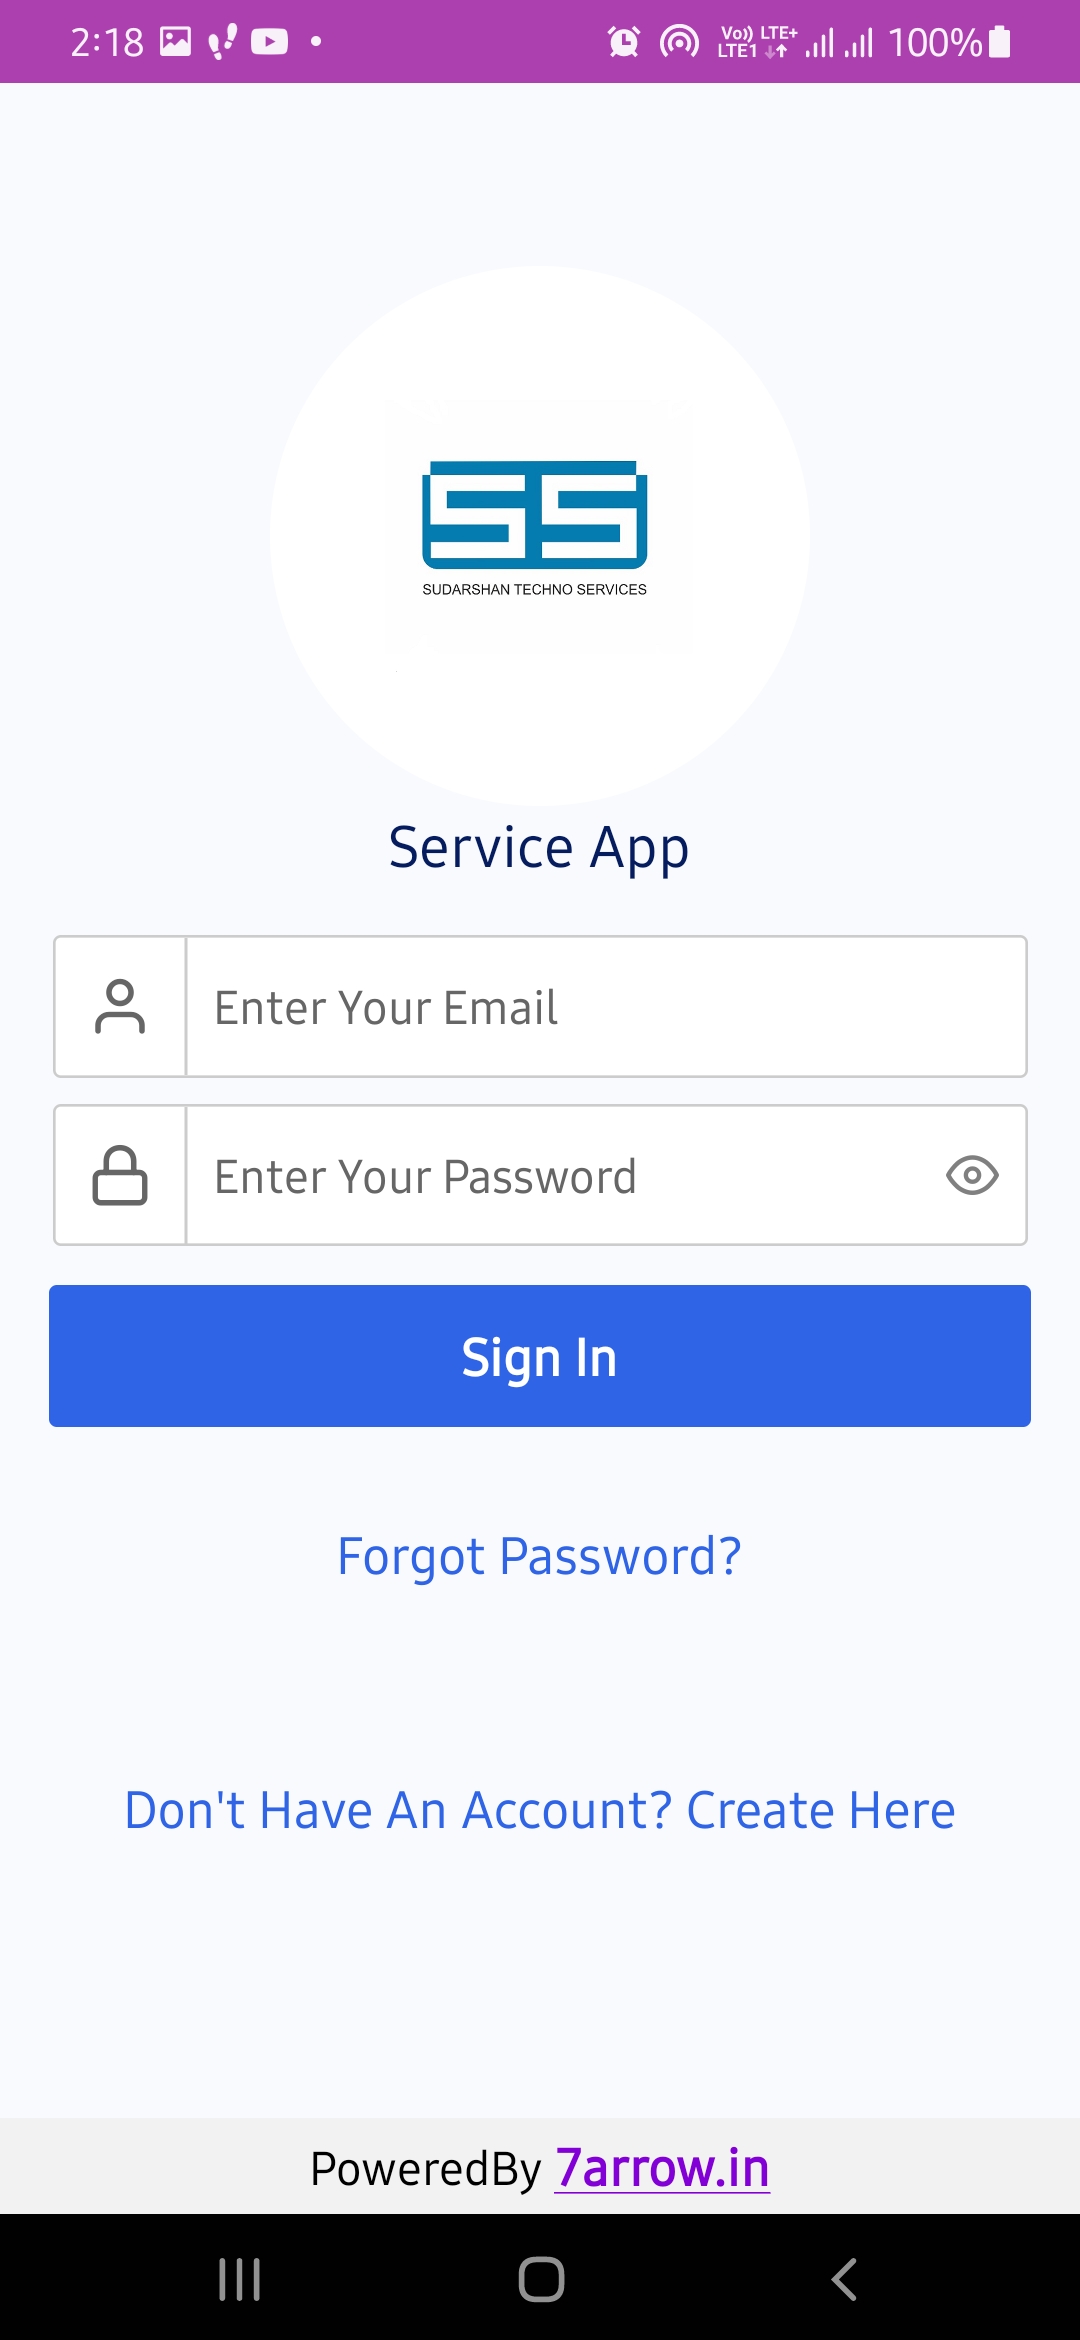 2:18 Vo)) LTE+ 100%
LTE1
SS
SUDARSHAN TECHNO SERVICES
Service App
Enter Your Email
Enter Your Password
Sign In
Forgot Password?
Don't Have An Account? Create Here
PoweredBy 7arrow.in